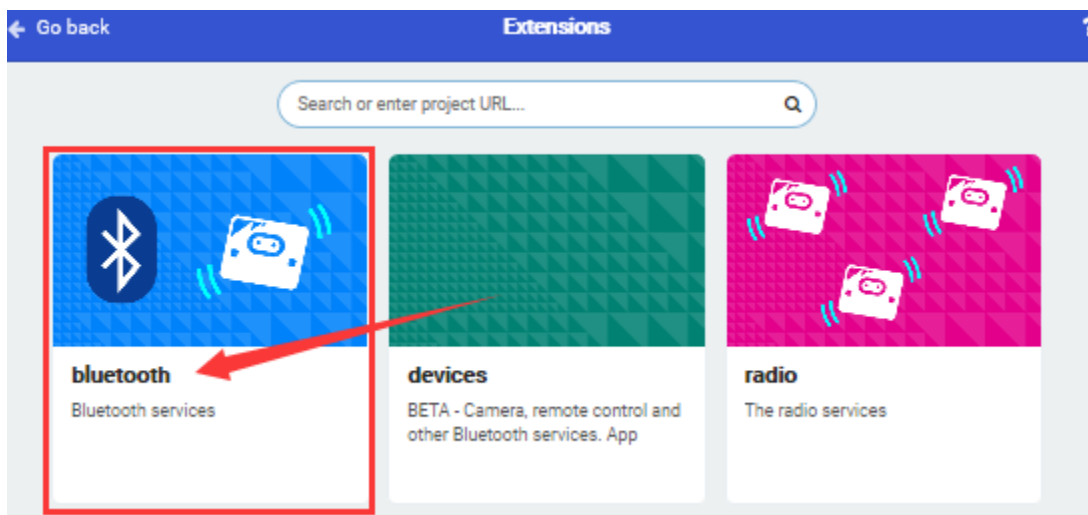 Go back
Extensions
?
Search or enter project URL...
bluetooth
Bluetooth services
devices
BETA - Camera, remote control and
other Bluetooth services. App
radio
The radio services